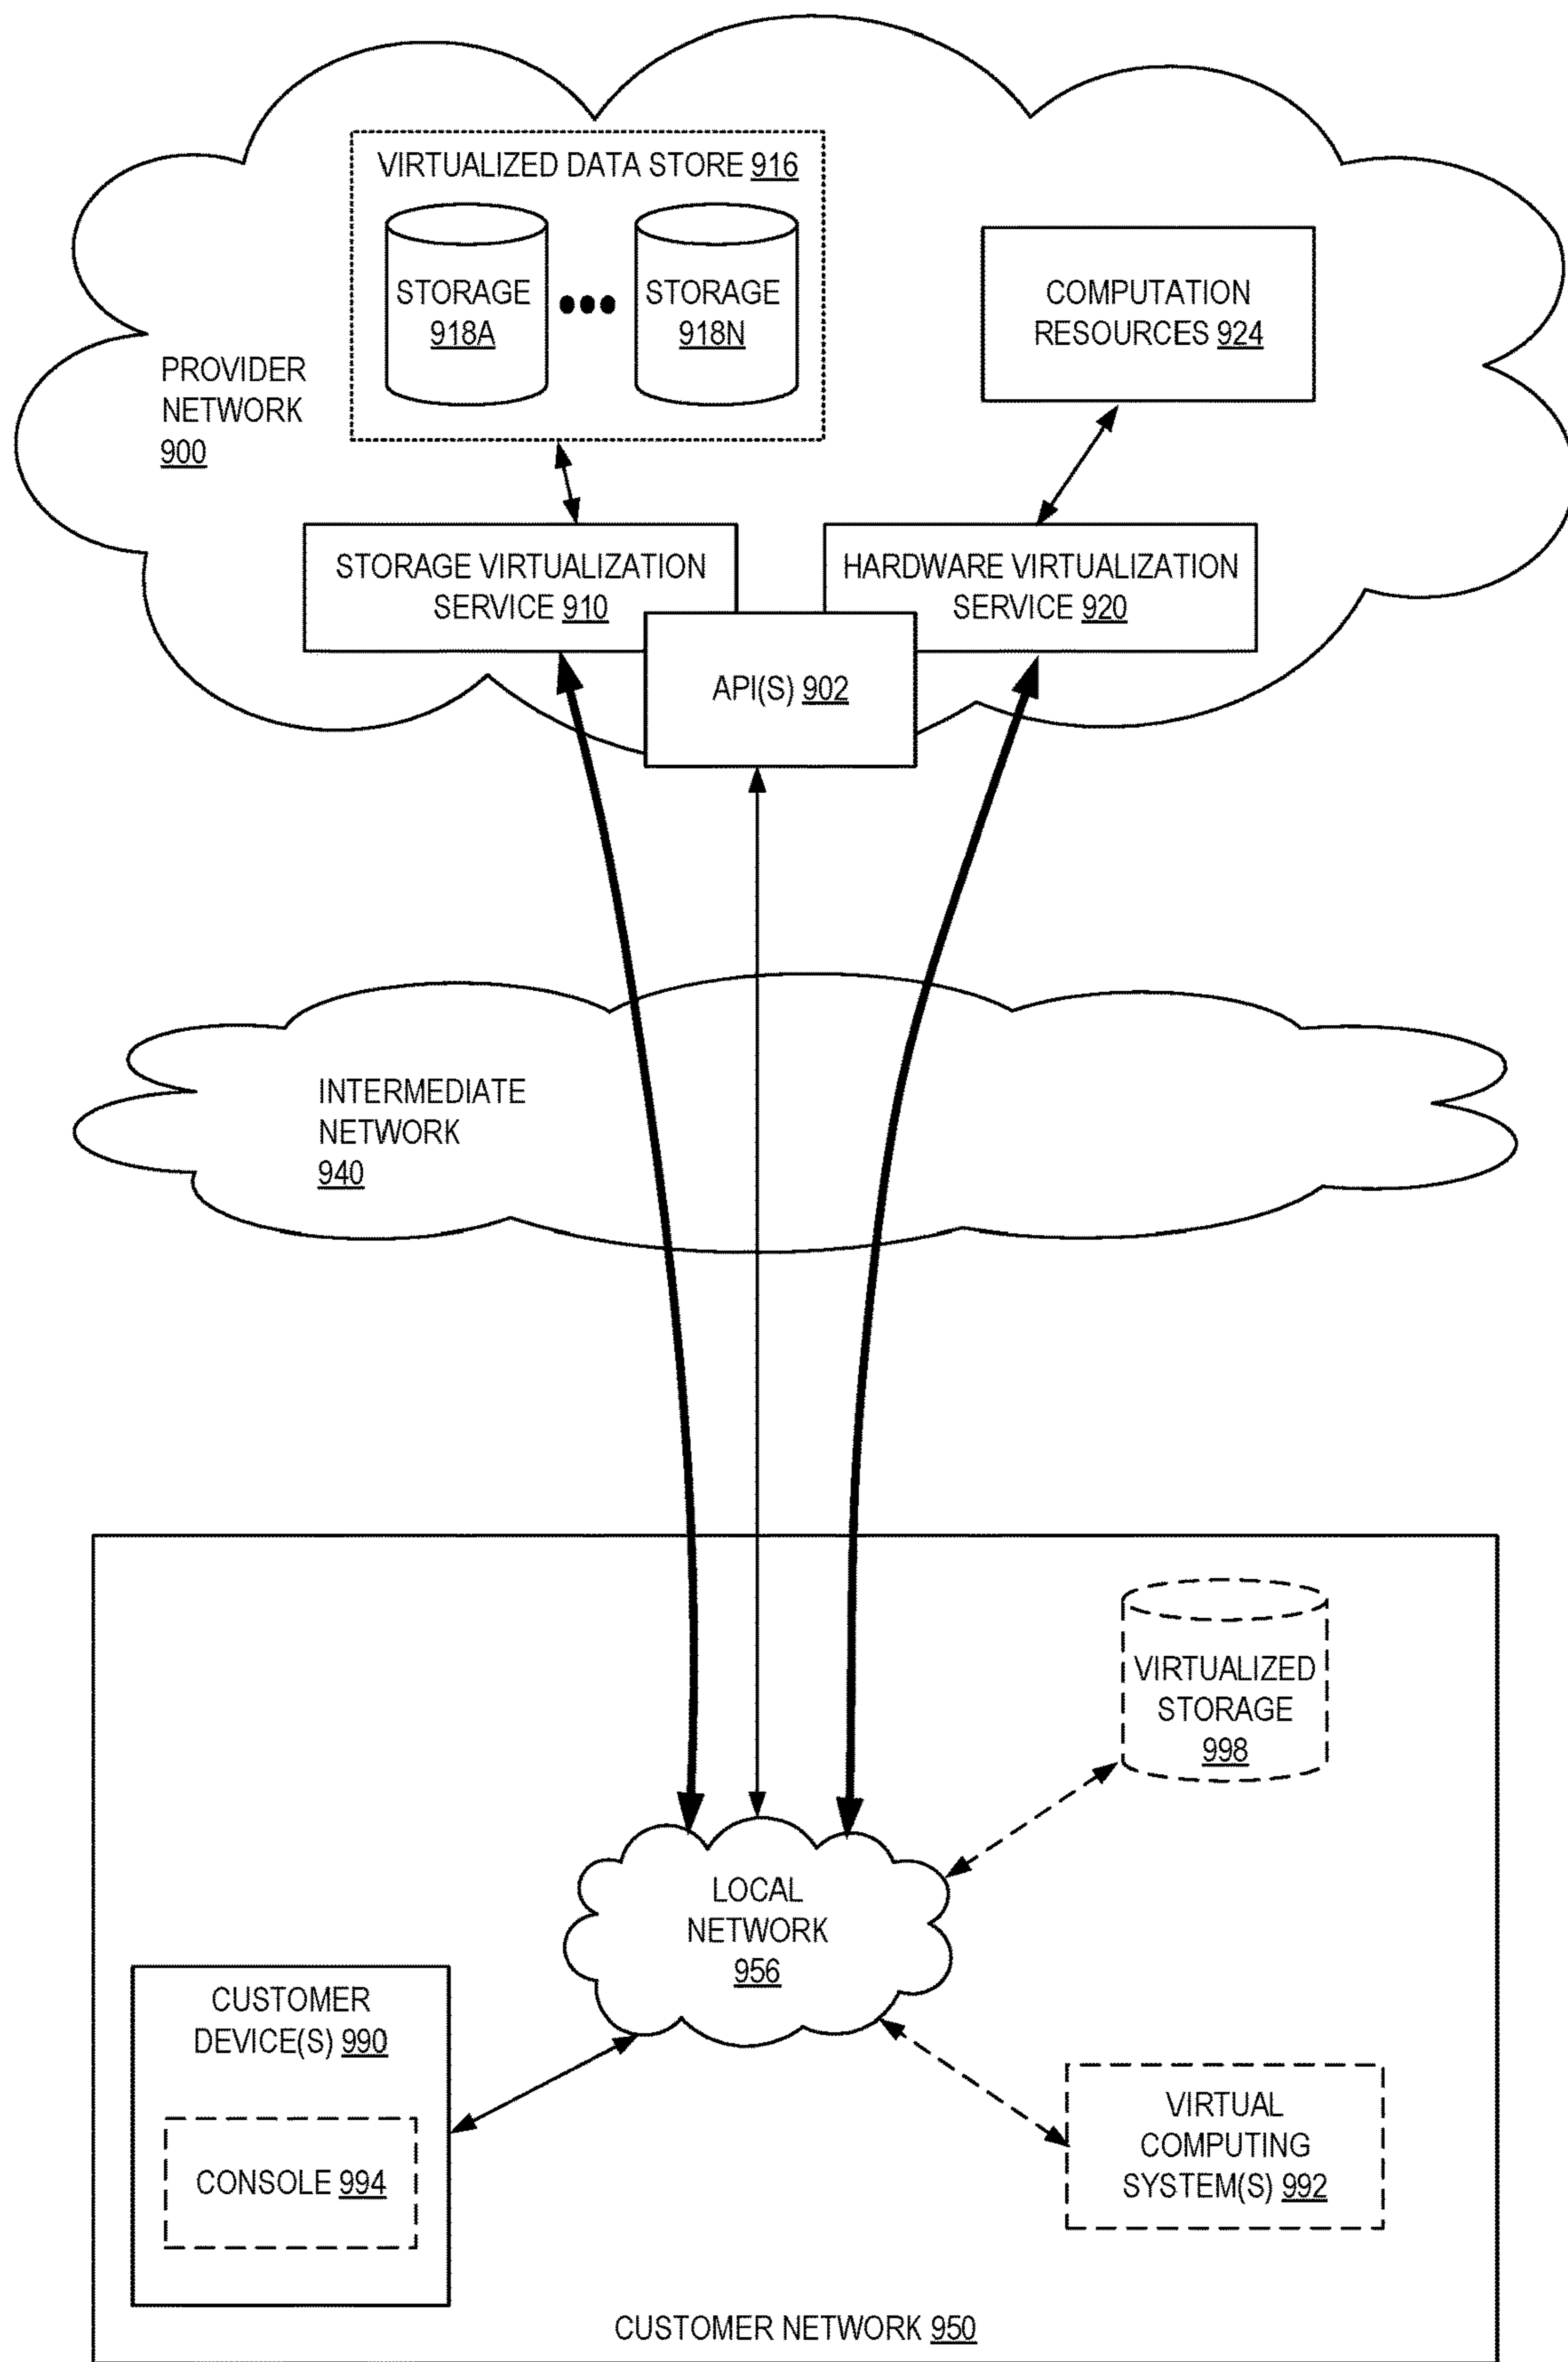 VIRTUALIZED DATA STORE 916
STORAGE
918A
STORAGE
918N
COMPUTATION
RESOURCES 924
PROVIDER
NETWORK
900
STORAGE VIRTUALIZATION
SERVICE 910
HARDWARE VIRTUALIZATION
SERVICE 920
API(S) 902
INTERMEDIATE
NETWORK
940
VIRTUALIZED
STORAGE
998
LOCAL
NETWORK
956
CUSTOMER
DEVICE(S) 990
CONSOLE 994
VIRTUAL
COMPUTING
SYSTEM(S) 992
CUSTOMER NETWORK 950